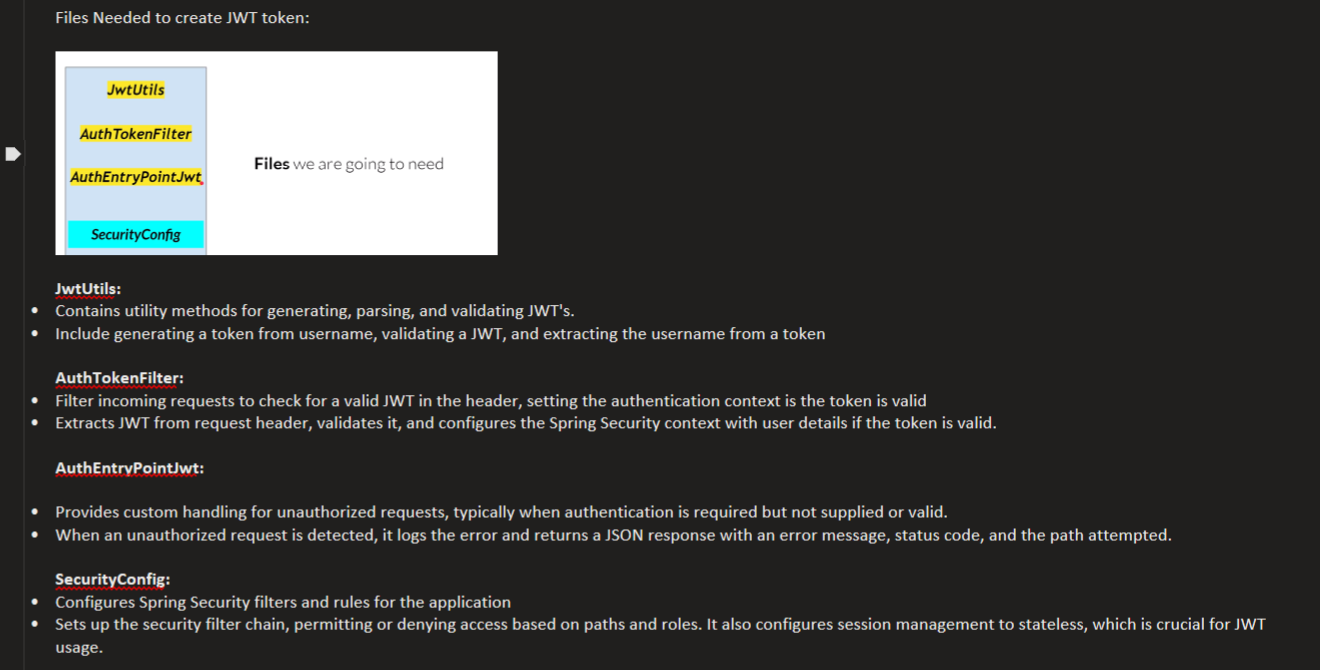 Files Needed to create JWT token:
JwtUtils
AuthTokenFilter
AuthEntryPointJwt
SecurityConfig
Files we are going to need
JwtUtils:
• Contains utility methods for generating, parsing, and validating JWT's.
• Include generating a token from username, validating a JWT, and extracting the username from a token
AuthTokenFilter:
• Filter incoming requests to check for a valid JWT in the header, setting the authentication context is the token is valid
• Extracts JWT from request header, validates it, and configures the Spring Security context with user details if the token is valid.
AuthEntryPointJwt:
• Provides custom handling for unauthorized requests, typically when authentication is required but not supplied or valid.
• When an unauthorized request is detected, it logs the error and returns a JSON response with an error message, status code, and the path attempted.
SecurityConfig:
• Configures Spring Security filters and rules for the application
• Sets up the security filter chain, permitting or denying access based on paths and roles. It also configures session management to stateless, which is crucial for JWT
usage.